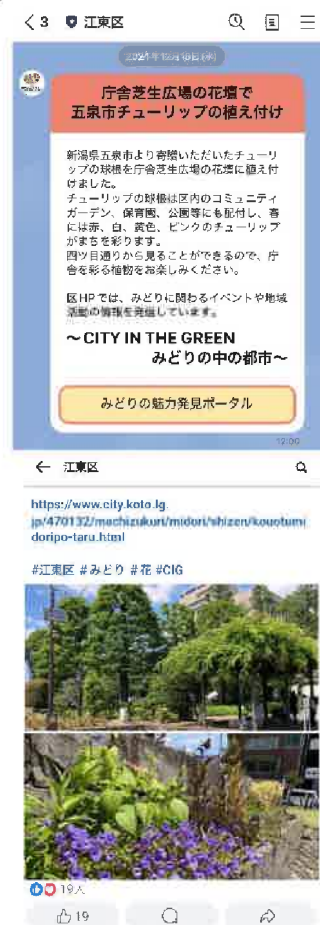 3 江東区
庁舎芝生広場の花壇で
五泉市チューリップの植え付け
新潟県五泉市より寄贈いただいたチューリ
ップの球根を庁舎芝生広場の花壇に植え付
けました。
チューリップの球根は区内のコミュニティ
ガーデン、保育園、公園等にも配付し、春
には赤、白、黄色、ピンクのチューリップ
がまちを彩ります。
四ツ目通りから見ることができるので、庁
舎を彩る植物をお楽しみください。
区HPでは、みどりに関わるイベントや地域
活動の情報を発信しています。
～CITY IN THE GREEN
みどりの中の都市～
みどりの魅力発見ポータル
12:00
江東区
https://www.city.koto.lg.
jp/470132/machizukuri/midori/shizen/
doripo-taru.html
#江東区 #みどり #花 #CIG
19人
19